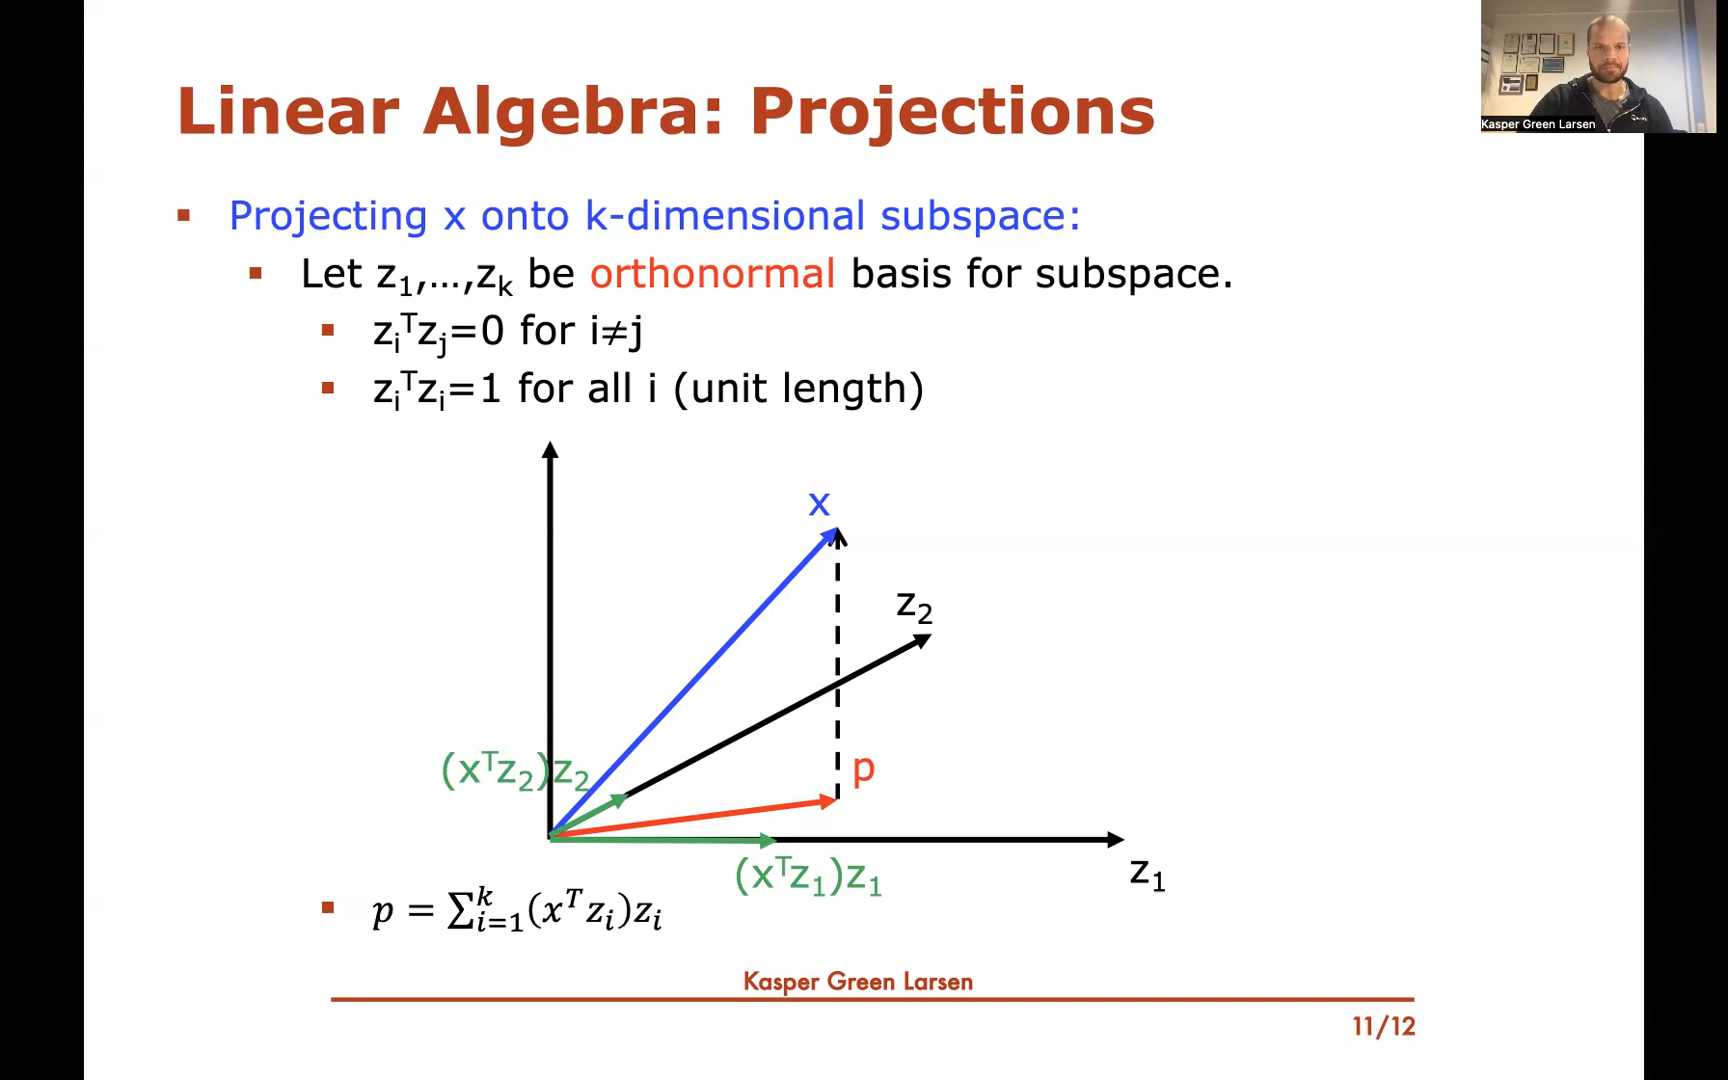 Linear Algebra: Projections
Kasper Green Larsen
▪ Projecting x onto k-dimensional subspace:
▪ Let z₁,…,zₖ be orthonormal basis for subspace.
▪ zᵢᵀzⱼ=0 for i≠j
▪ zᵢᵀzᵢ=1 for all i (unit length)
x
z₂
(xᵀz₂)z₂
p
(xᵀz₁)z₁
z₁
▪ p = ∑ᵢ₌₁ᵏ(xᵀzᵢ)zᵢ
Kasper Green Larsen
11/12